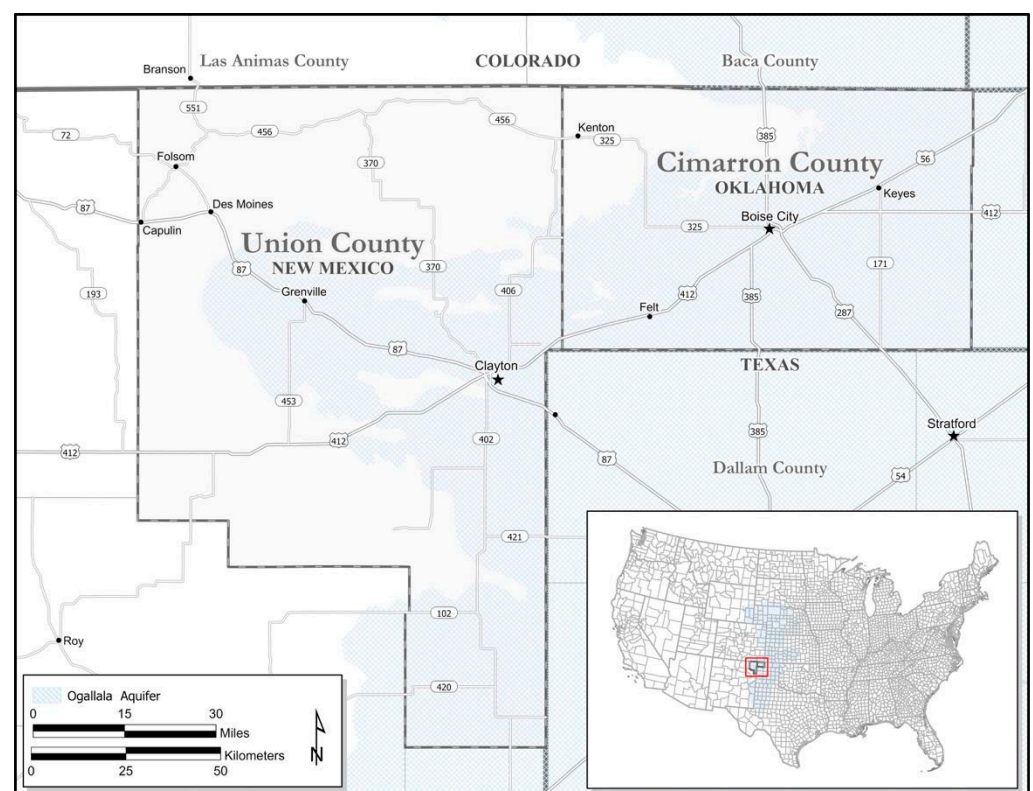 Las Animas County
COLORADO
Baca County
Branson
551
72
456
456
Kenton
325
385
370
56
Folsom
Cimarron County
OKLAHOMA
Keyes
87
Des Moines
Capulin
325
Boise City
412
Union County
NEW MEXICO
87
370
406
171
193
Grenville
412
385
Felt
287
87
Clayton
TEXAS
453
412
402
385
Stratford
412
87
Dallam County
54
421
102
Roy
420
Ogallala Aquifer
0 15 30
Miles
Kilometers
0 25 50
N